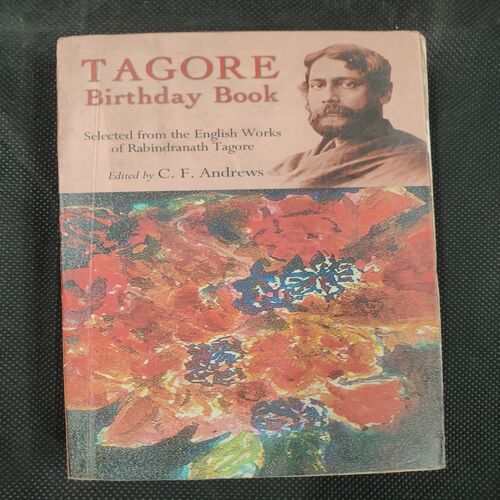 TAGORE
Birthday Book
Selected from the English Works
of Rabindranath Tagore
Edited by C. F. Andrews